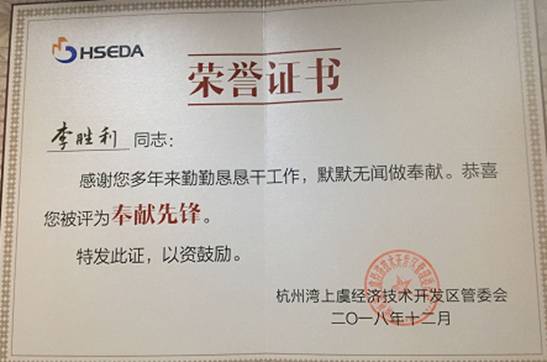 HSEDA
荣誉证书
李胜利 同志：
感谢您多年来勤勤恳恳干工作，默默无闻做奉献。恭喜
您被评为奉献先锋。
特发此证，以资鼓励。
杭州湾上虞经济技术开发区管委会
二〇一八年十二月